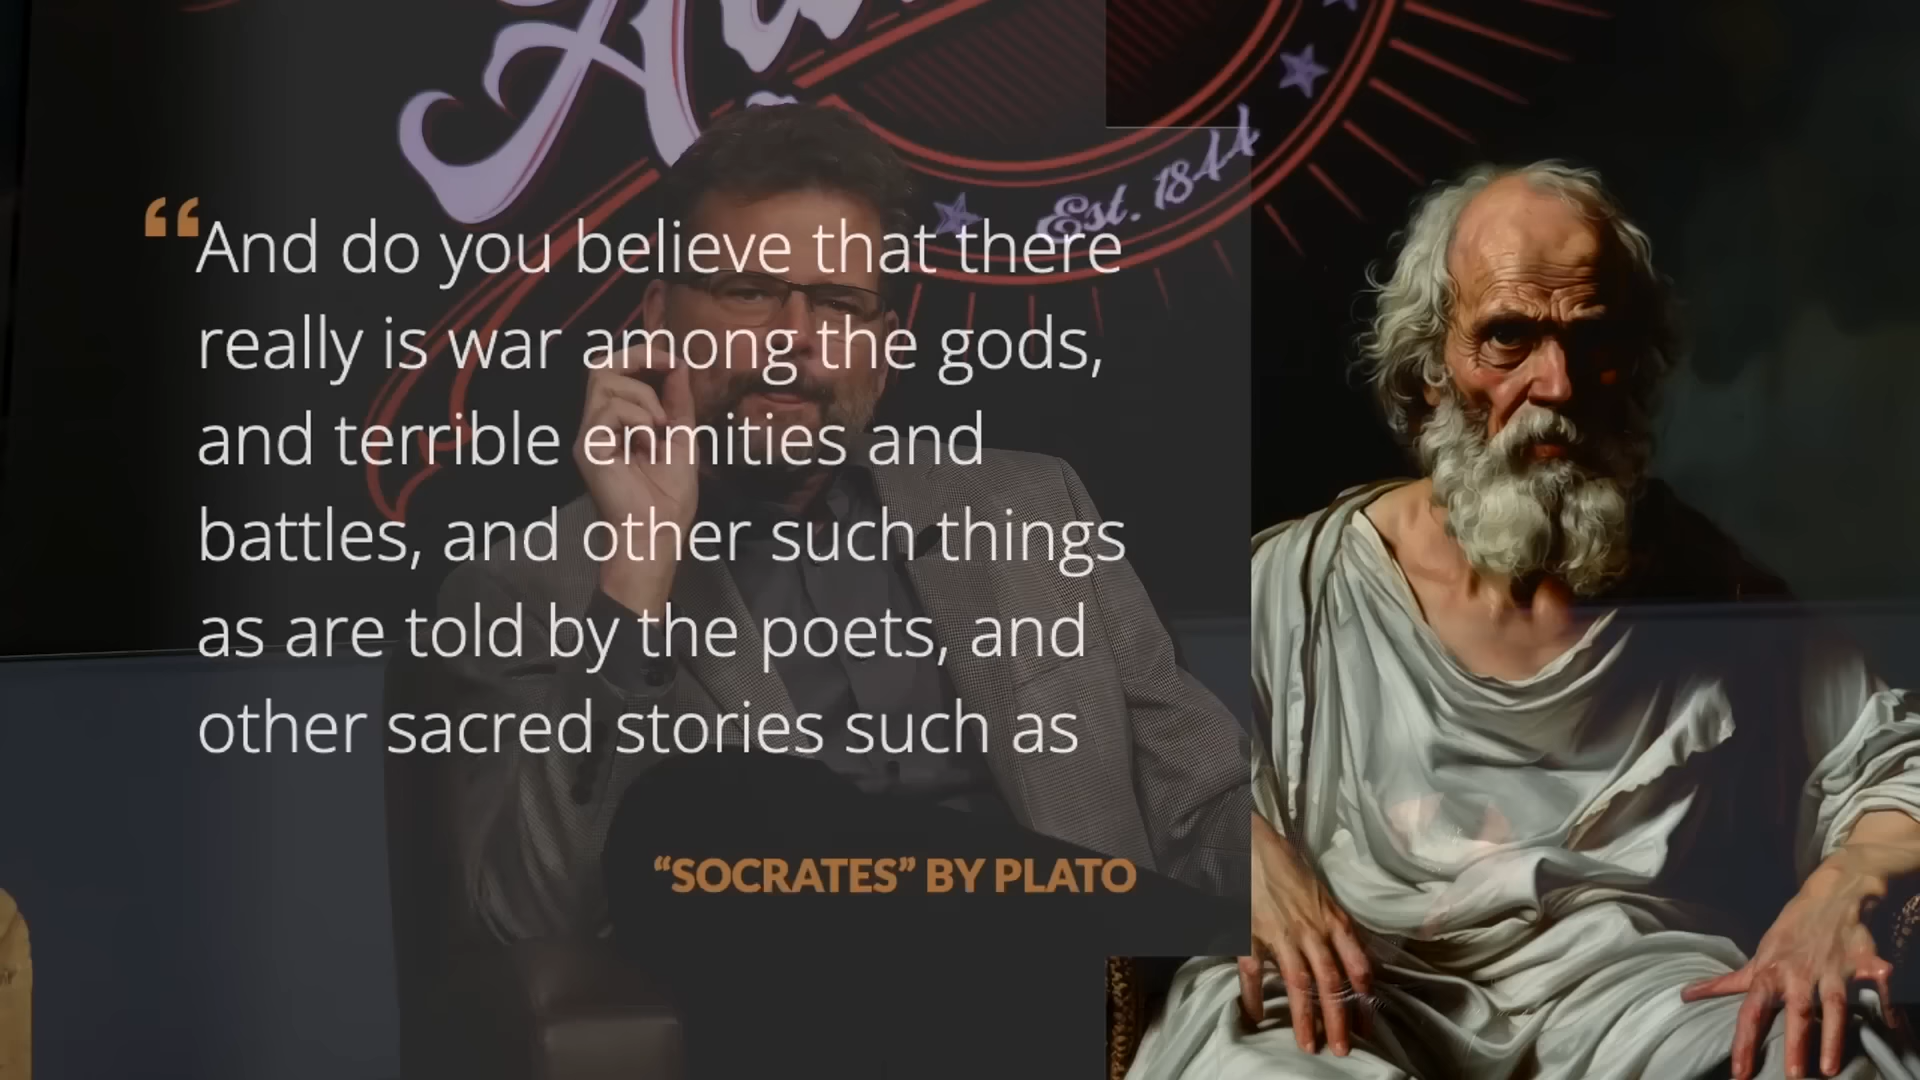 Est. 1844
“And do you believe that there
really is war among the gods,
and terrible enmities and
battles, and other such things
as are told by the poets, and
other sacred stories such as
“SOCRATES” BY PLATO